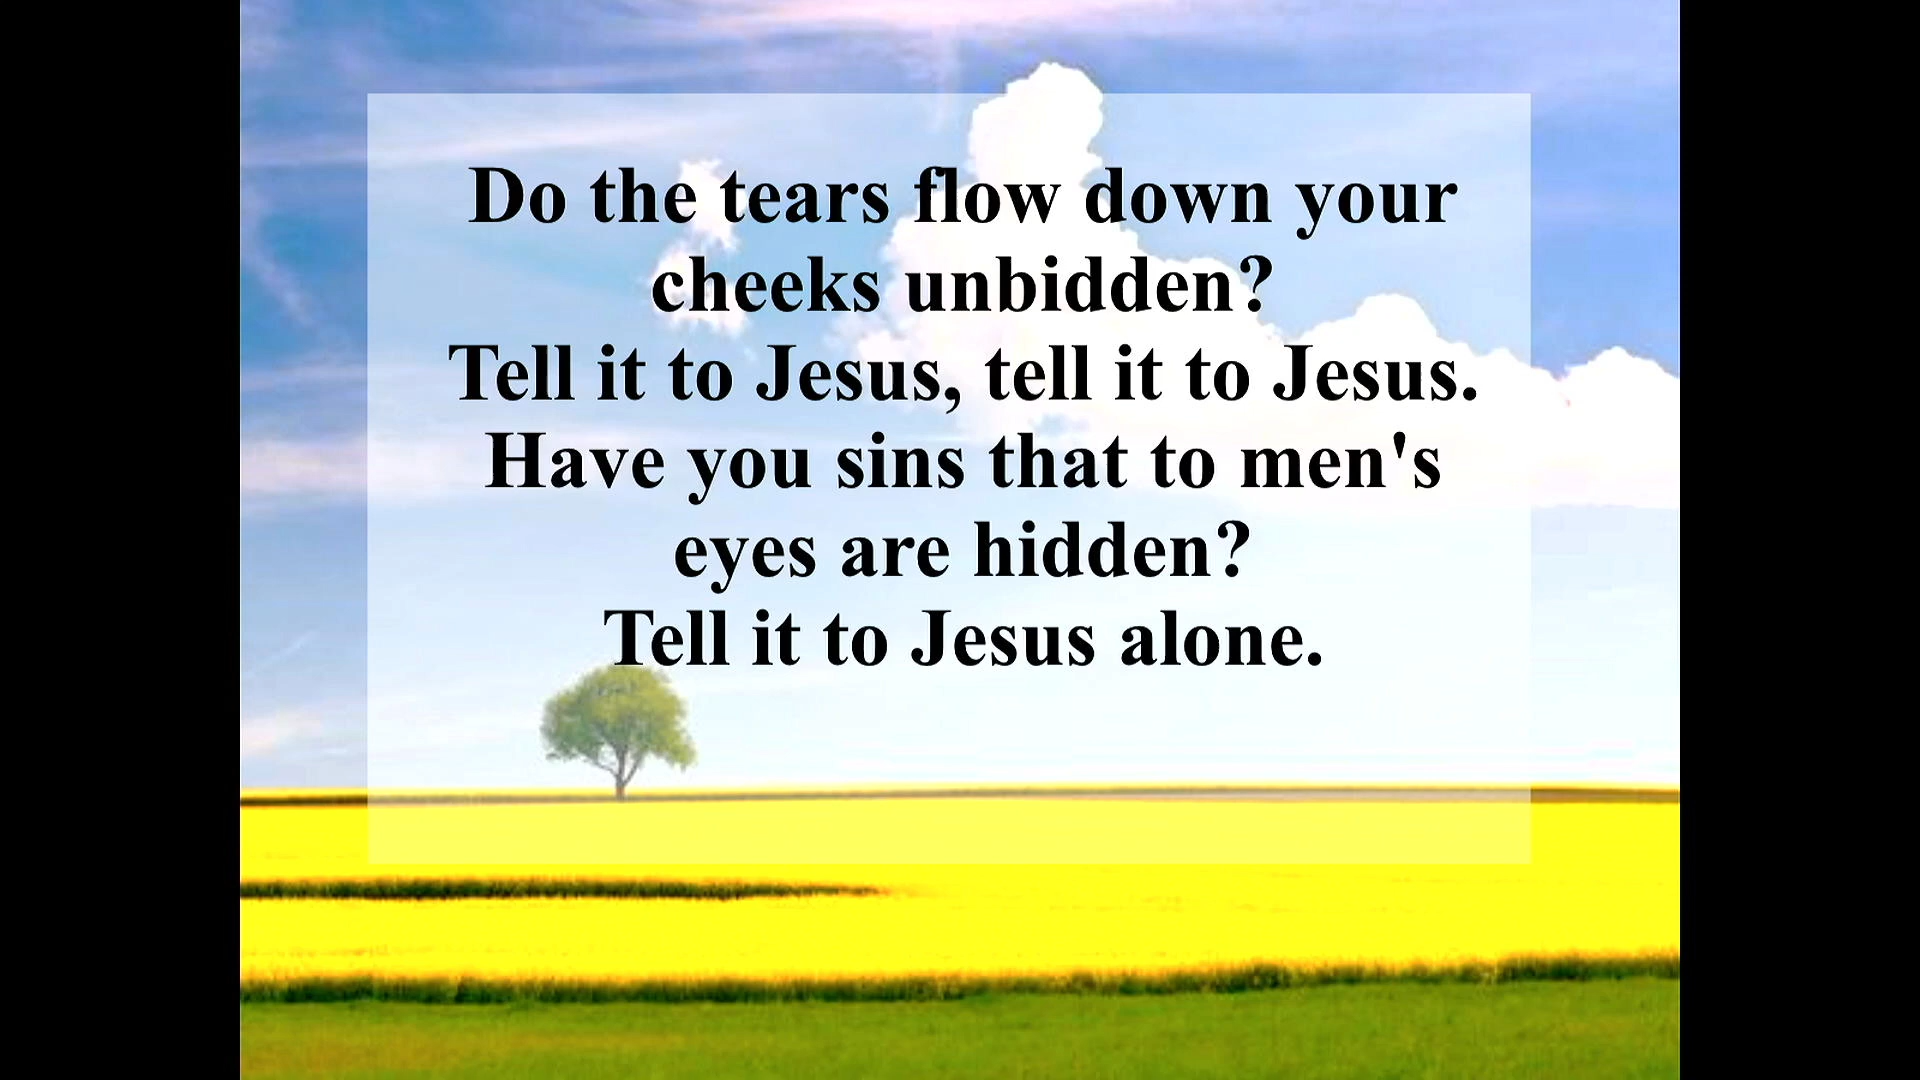 Do the tears flow down your
cheeks unbidden?
Tell it to Jesus, tell it to Jesus.
Have you sins that to men's
eyes are hidden?
Tell it to Jesus alone.